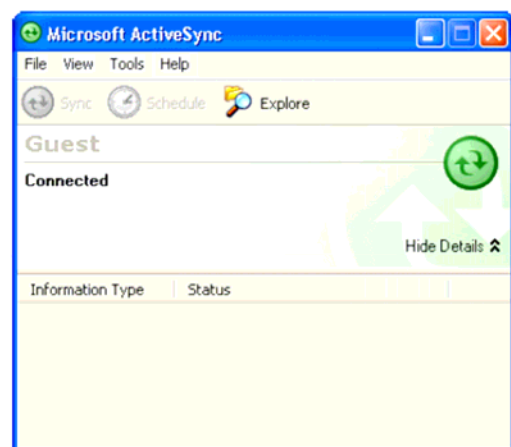 Microsoft ActiveSync
File View Tools Help
Sync Schedule Explore
Guest
Connected
Hide Details
Information Type Status